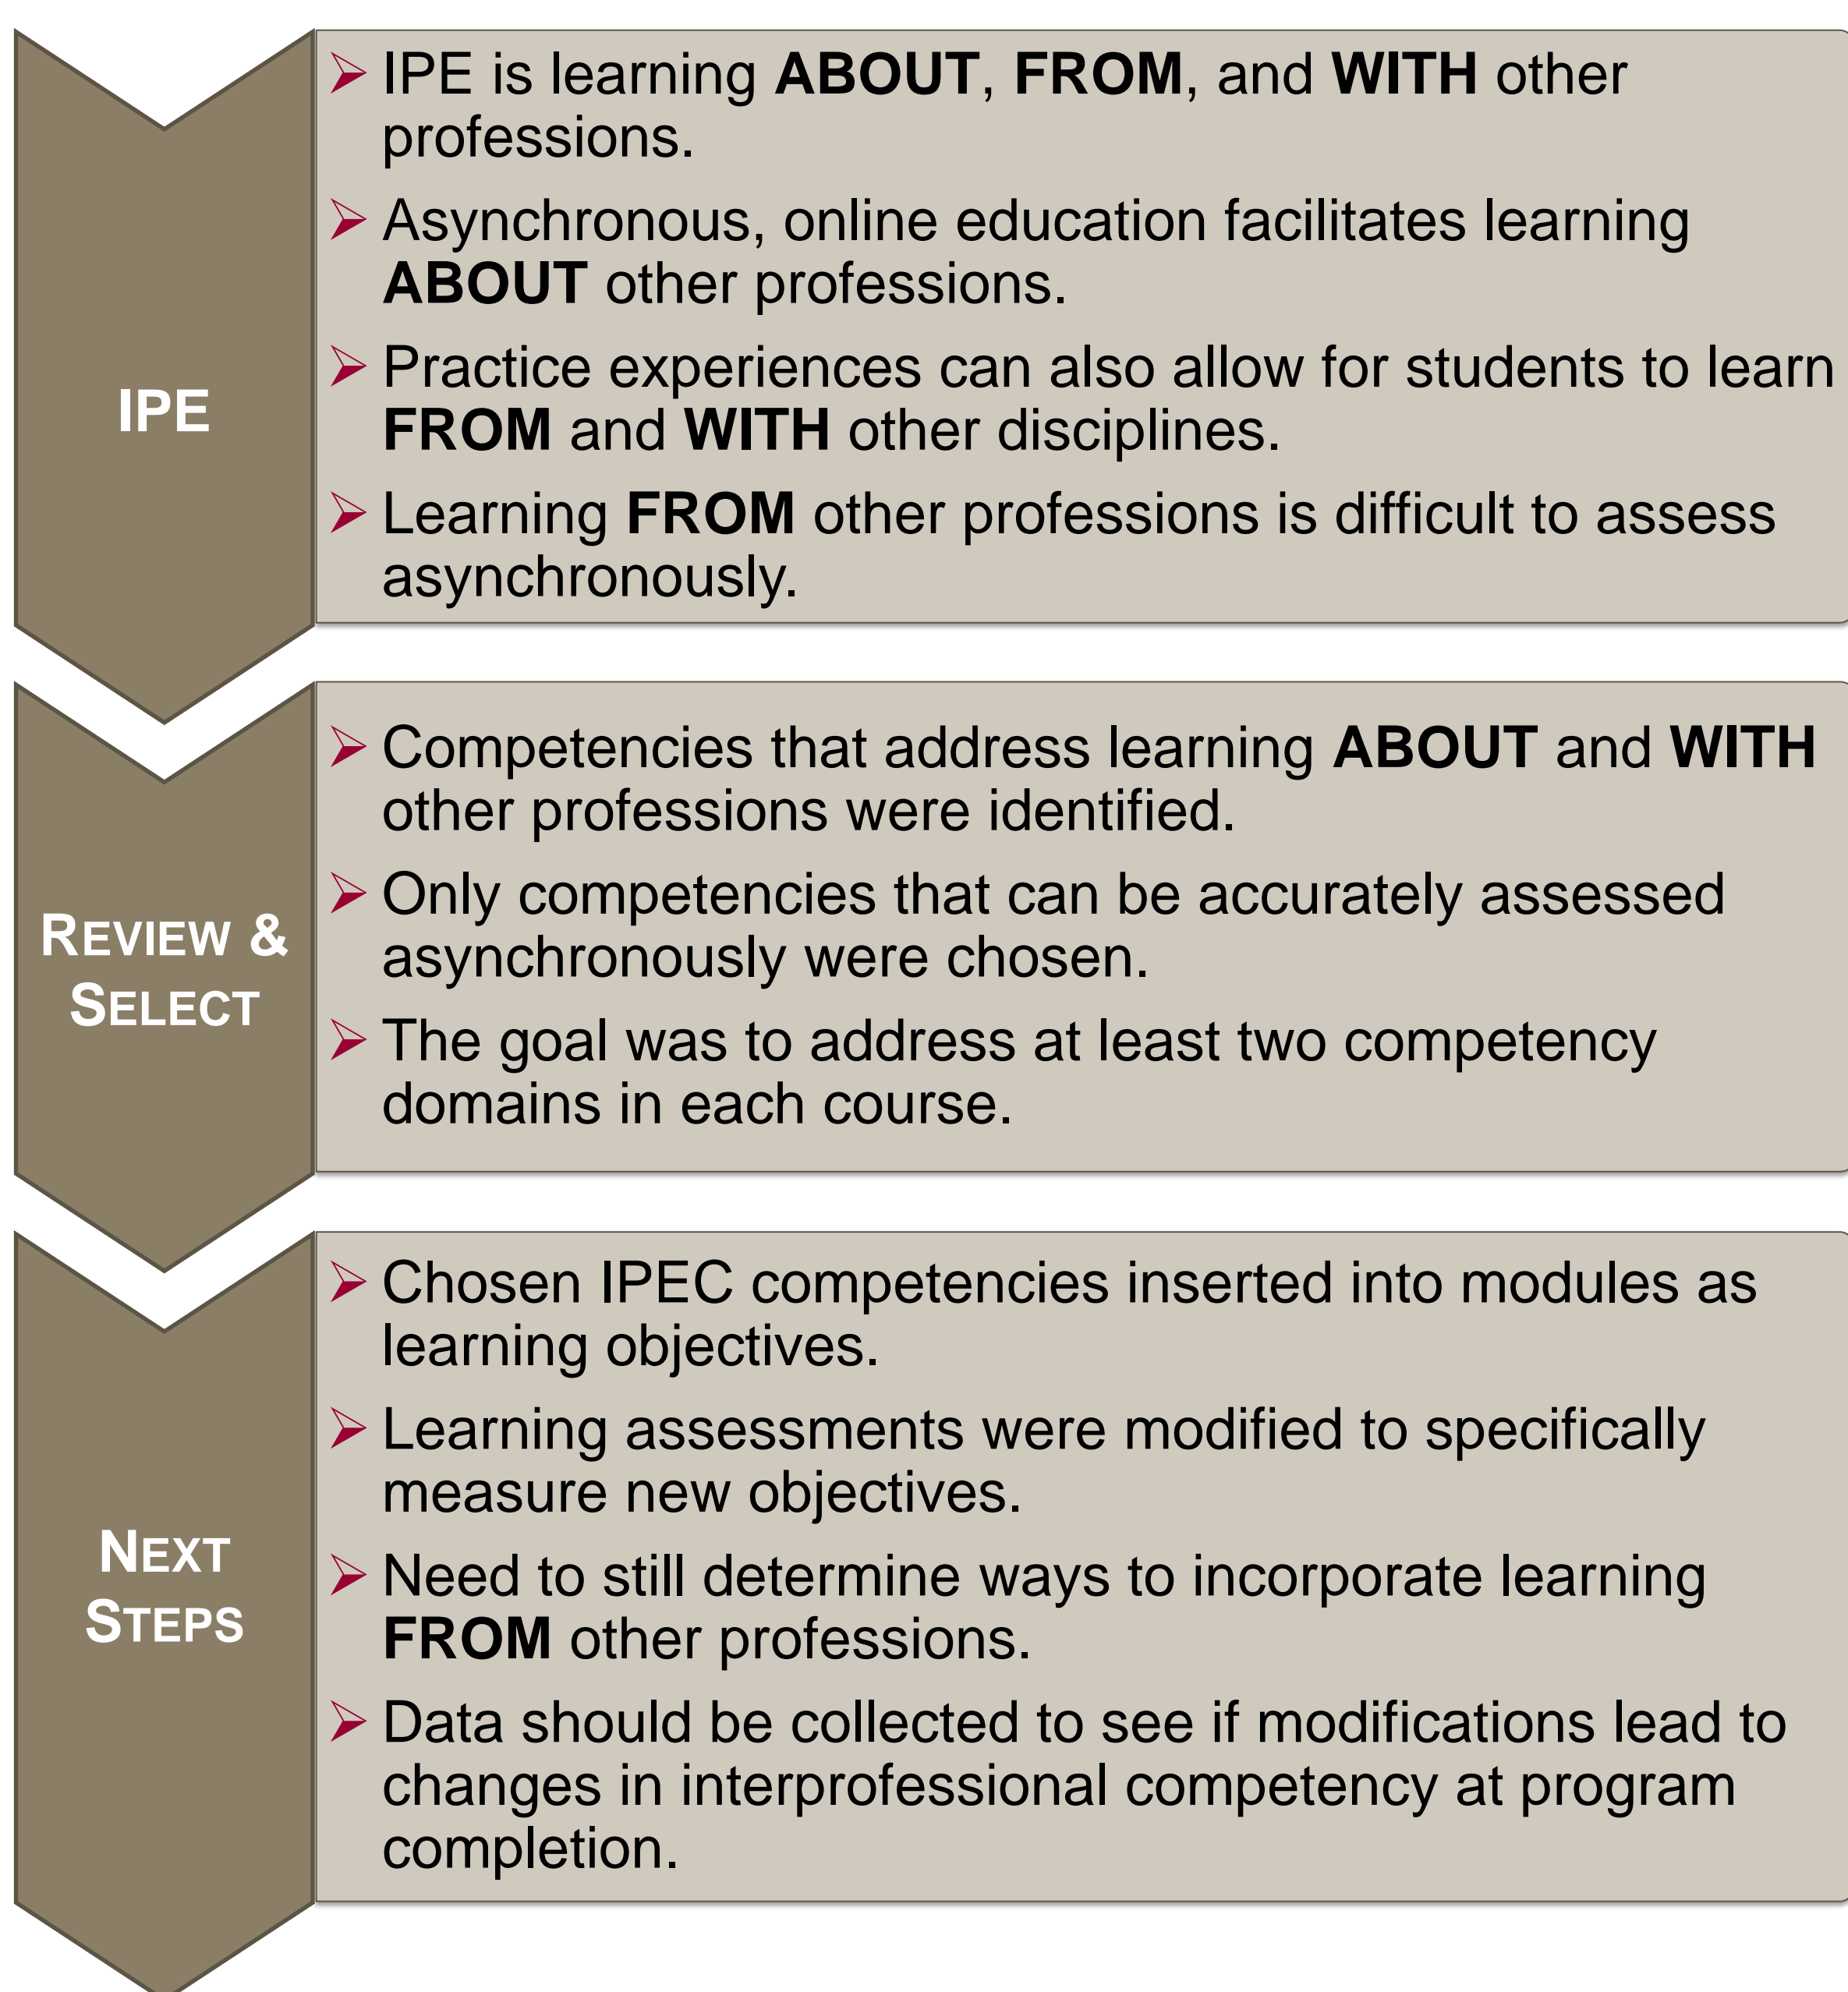 IPE
IPE is learning ABOUT, FROM, and WITH other
professions.
Asynchronous, online education facilitates learning
ABOUT other professions.
Practice experiences can also allow for students to learn
FROM and WITH other disciplines.
Learning FROM other professions is difficult to assess
asynchronously.
REVIEW &
SELECT
Competencies that address learning ABOUT and WITH
other professions were identified.
Only competencies that can be accurately assessed
asynchronously were chosen.
The goal was to address at least two competency
domains in each course.
NEXT
STEPS
Chosen IPEC competencies inserted into modules as
learning objectives.
Learning assessments were modified to specifically
measure new objectives.
Need to still determine ways to incorporate learning
FROM other professions.
Data should be collected to see if modifications lead to
changes in interprofessional competency at program
completion.